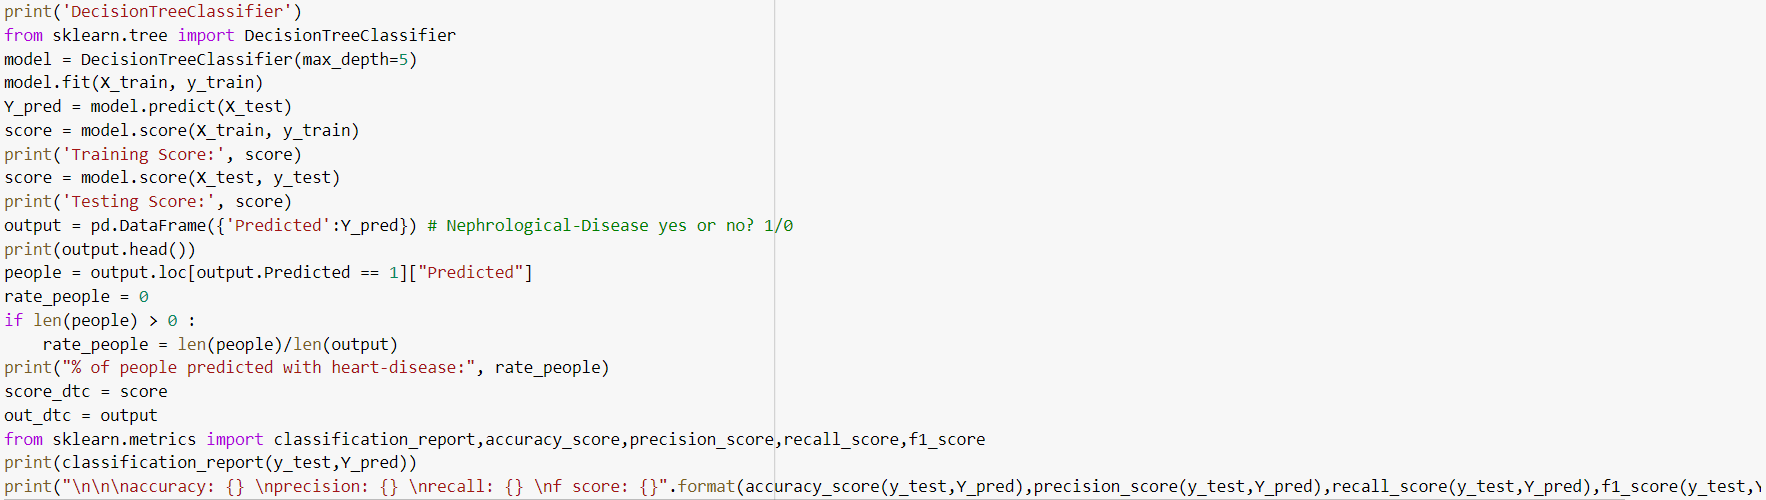 print('DecisionTreeClassifier')
from sklearn.tree import DecisionTreeClassifier
model = DecisionTreeClassifier(max_depth=5)
model.fit(X_train, y_train)
Y_pred = model.predict(X_test)
score = model.score(X_train, y_train)
print('Training Score:', score)
score = model.score(X_test, y_test)
print('Testing Score:', score)
output = pd.DataFrame({'Predicted':Y_pred}) # Nephrological-Disease yes or no? 1/0
print(output.head())
people = output.loc[output.Predicted == 1]["Predicted"]
rate_people = 0
if len(people) > 0 :
    rate_people = len(people)/len(output)
print("% of people predicted with heart-disease:", rate_people)
score_dtc = score
out_dtc = output
from sklearn.metrics import classification_report,accuracy_score,precision_score,recall_score,f1_score
print(classification_report(y_test,Y_pred))
print("\n\n\naccuracy: {} \nprecision: {} \nrecall: {} \nf score: {}".format(accuracy_score(y_test,Y_pred),precision_score(y_test,Y_pred),recall_score(y_test,Y_pred),f1_score(y_test,Y